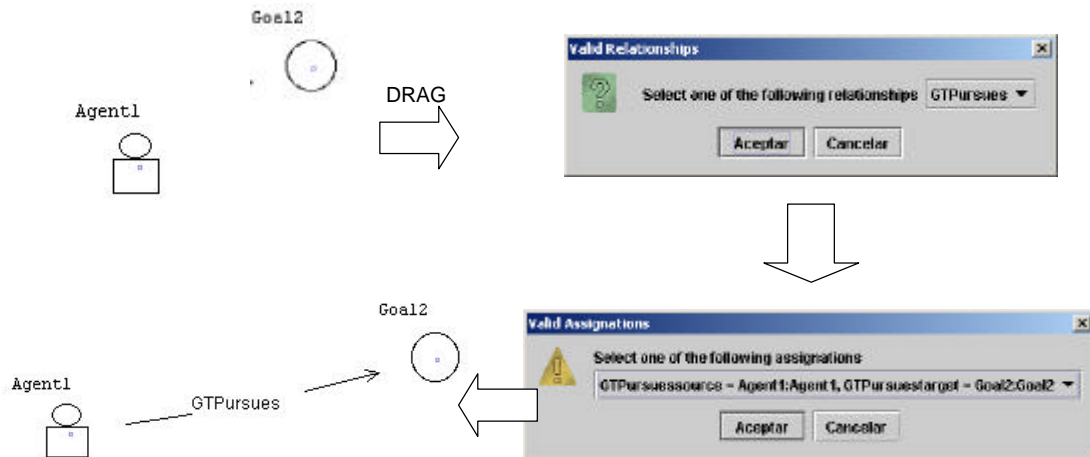 Goal2
Agent1
DRAG
Valid Relationships
Select one of the following relationships GTPursues
Aceptar Cancelar
Goal2
Agent1
GTPursues
Valid Assignations
Select one of the following assignations
GTPursuessource = Agent1:Agent1, GTPursuestarget = Goal2:Goal2
Aceptar Cancelar